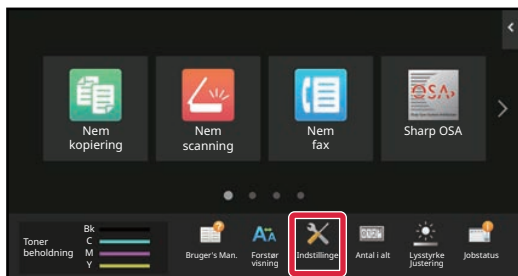 Nem
kopiering
Nem
scanning
Nem
fax
OSA
Sharp OSA
Toner
beholdning
Bk
C
M
Y
Bruger's Man.
Forstør
visning
Indstillinge
Antal i alt
Lysstyrke
Justering
Jobstatus